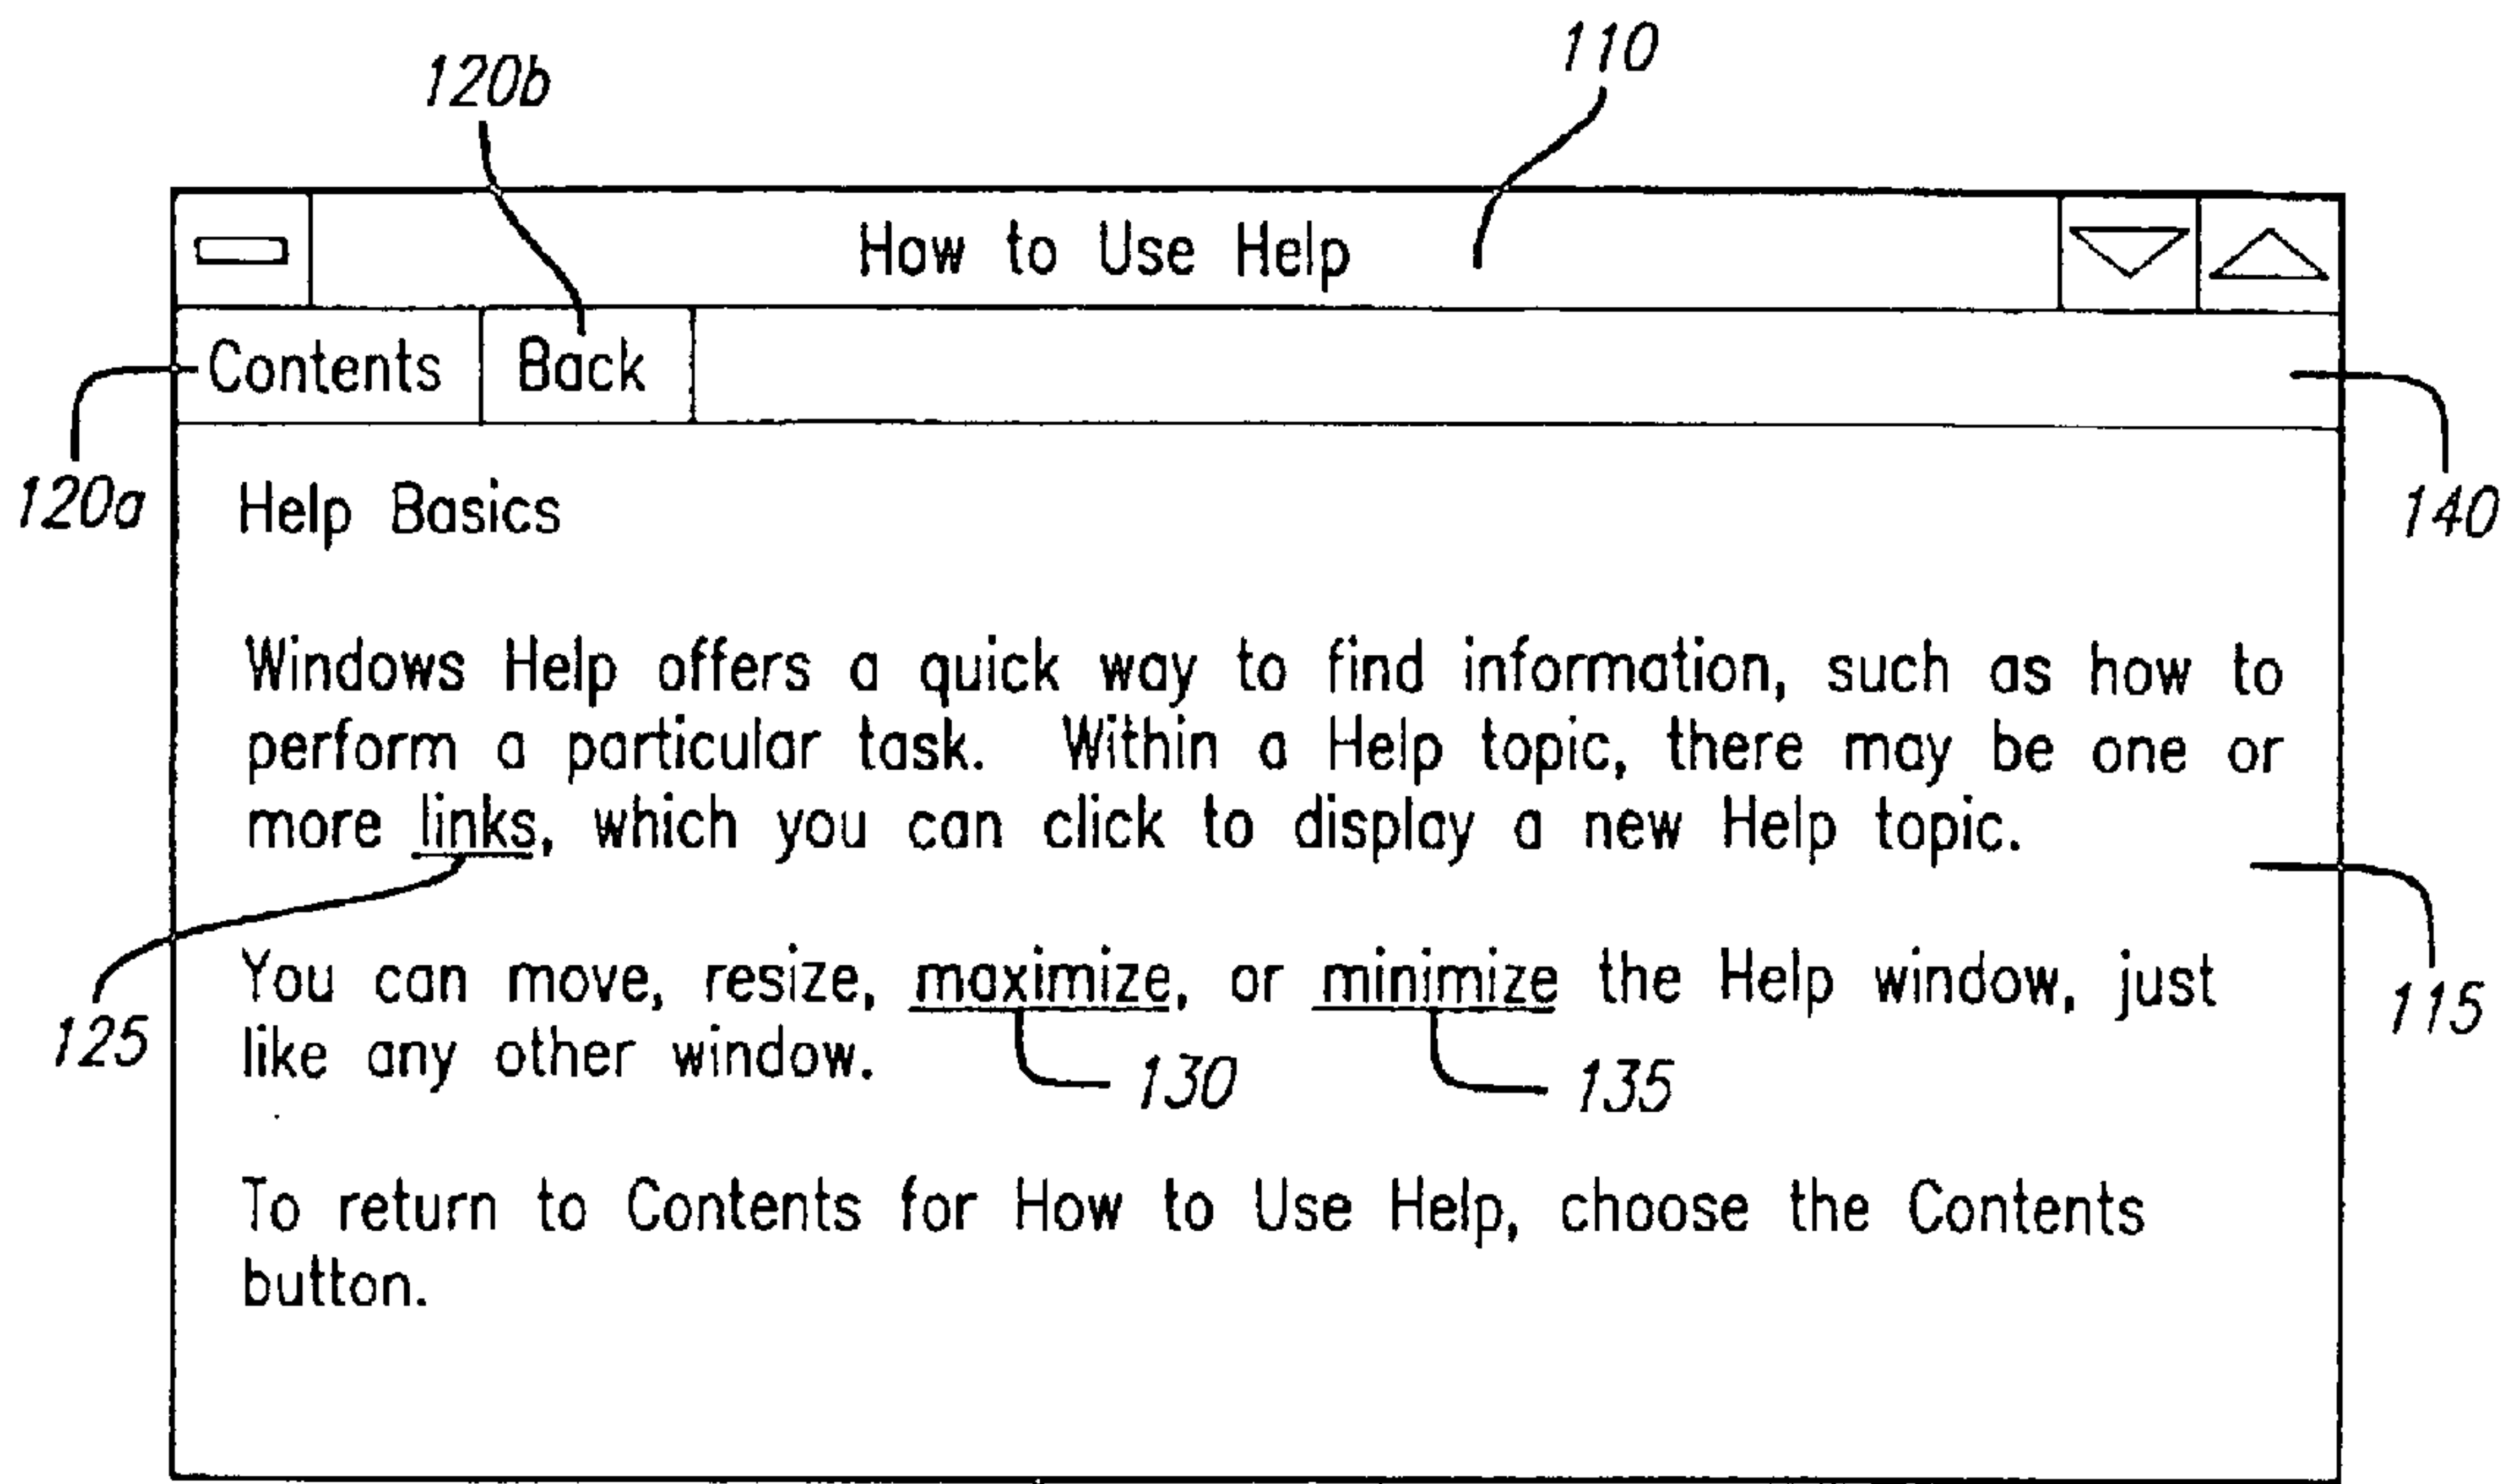 120b
110
How to Use Help
Contents Back
120a
140
Help Basics
Windows Help offers a quick way to find information, such as how to
perform a particular task. Within a Help topic, there may be one or
more links, which you can click to display a new Help topic.
115
You can move, resize, maximize, or minimize the Help window, just
125
like any other window.
130
135
To return to Contents for How to Use Help, choose the Contents
button.